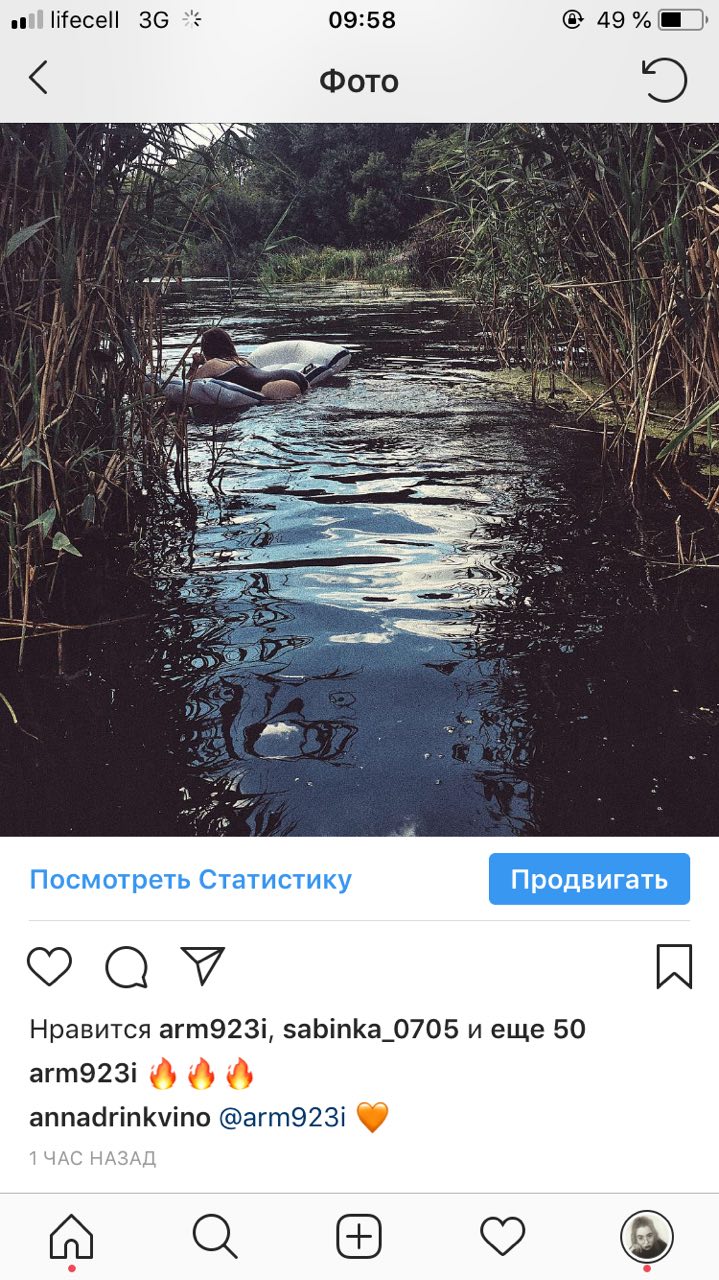 lifecell 3G 09:58 49 %
Фото
Посмотреть Статистику Продвигать
Нравится arm923i, sabinka_0705 и еще 50
arm923i 🔥🔥🔥
annadrinkvino @arm923i 🧡
1 ЧАС НАЗАД